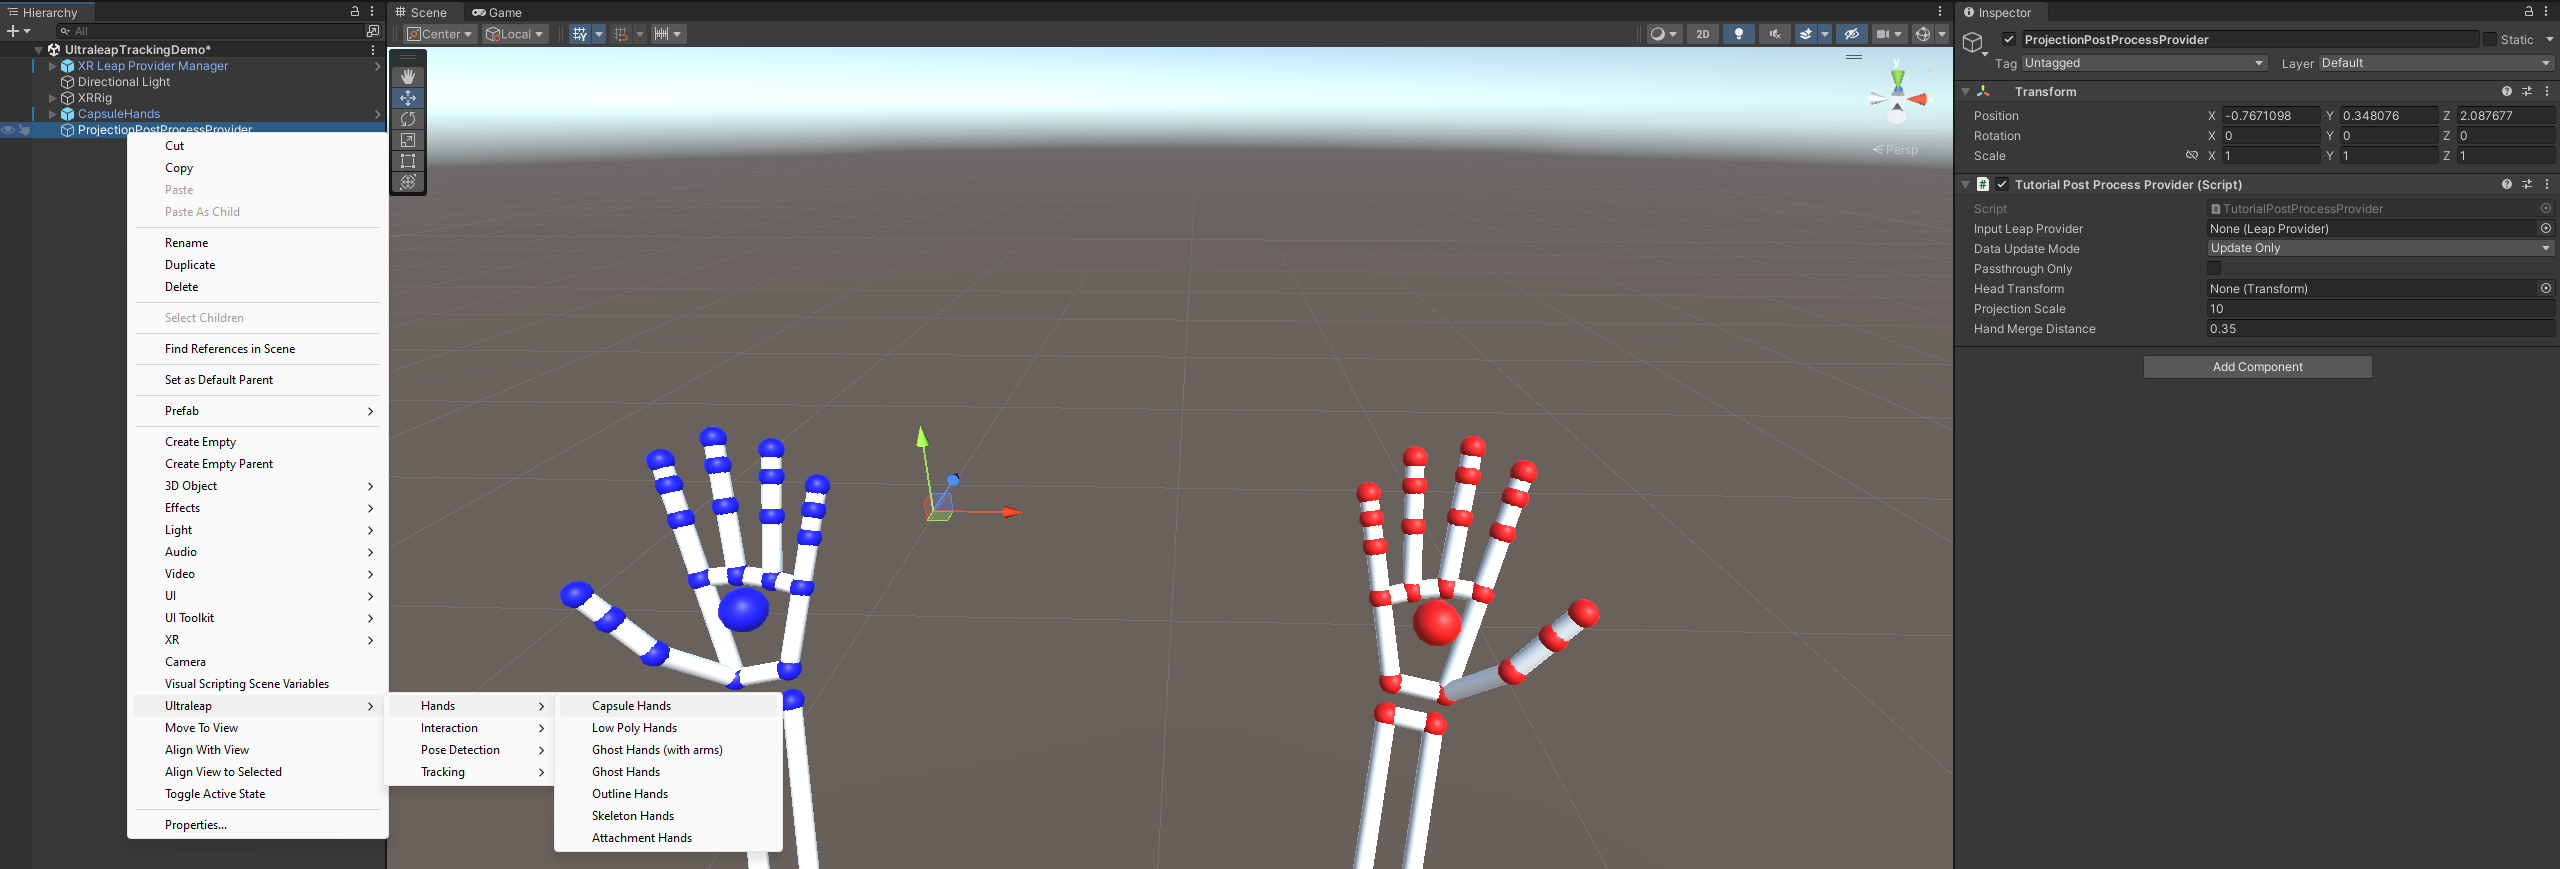 Hierarchy
All
UltraleapTrackingDemo*
XR Leap Provider Manager
Directional Light
XRRig
CapsuleHands
ProjectionPostProcessProvider
Cut
Copy
Paste
Paste As Child
Rename
Duplicate
Delete
Select Children
Find References in Scene
Set as Default Parent
Prefab
Create Empty
Create Empty Parent
3D Object
Effects
Light
Audio
Video
UI
UI Toolkit
XR
Camera
Visual Scripting Scene Variables
Ultraleap
Move To View
Align With View
Align View to Selected
Toggle Active State
Properties...
Hands
Interaction
Pose Detection
Tracking
Capsule Hands
Low Poly Hands
Ghost Hands (with arms)
Ghost Hands
Outline Hands
Skeleton Hands
Attachment Hands
Scene Game
Center Local 2D
y
Persp
Inspector
ProjectionPostProcessProvider Static
Tag Untagged Layer Default
Transform
Position X -0.7671098 Y 0.348076 Z 2.087677
Rotation X 0 Y 0 Z 0
Scale X 1 Y 1 Z 1
# Tutorial Post Process Provider (Script)
Script TutorialPostProcessProvider
Input Leap Provider None (Leap Provider)
Data Update Mode Update Only
Passthrough Only
Head Transform None (Transform)
Projection Scale 10
Hand Merge Distance 0.35
Add Component